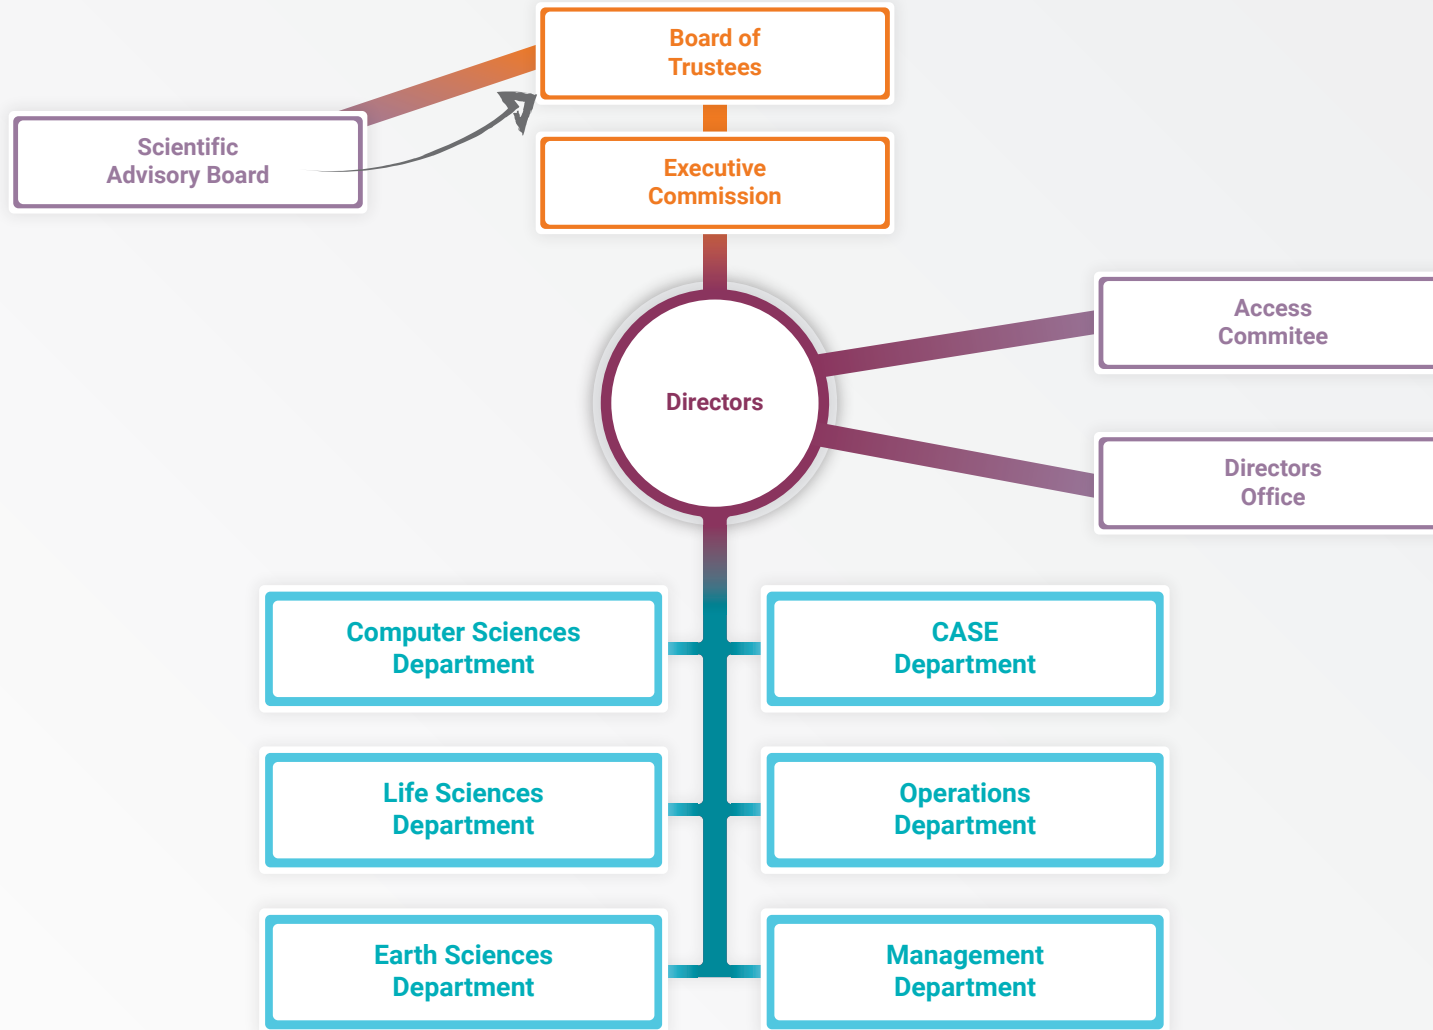 Board of
Trustees
Scientific
Advisory Board
Executive
Commission
Access
Commitee
Directors
Directors
Office
Computer Sciences
Department
CASE
Department
Life Sciences
Department
Operations
Department
Earth Sciences
Department
Management
Department